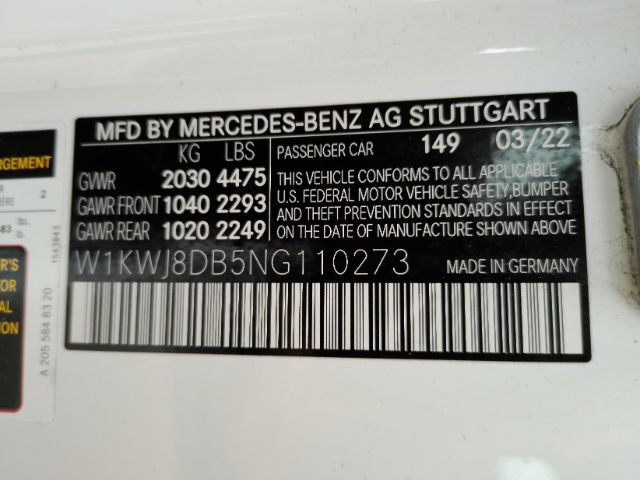 MFD BY MERCEDES-BENZ AG STUTTGART
KG LBS
GVWR 2030 4475
GAWR FRONT 1040 2293
GAWR REAR 1020 2249
PASSENGER CAR 149 03/22
THIS VEHICLE CONFORMS TO ALL APPLICABLE
U.S. FEDERAL MOTOR VEHICLE SAFETY, BUMPER
AND THEFT PREVENTION STANDARDS IN EFFECT
ON THE DATE OF MANUFACTURE SHOWN ABOVE
W1KWJ8DB5NG110273 MADE IN GERMANY
A 205 584 83 20